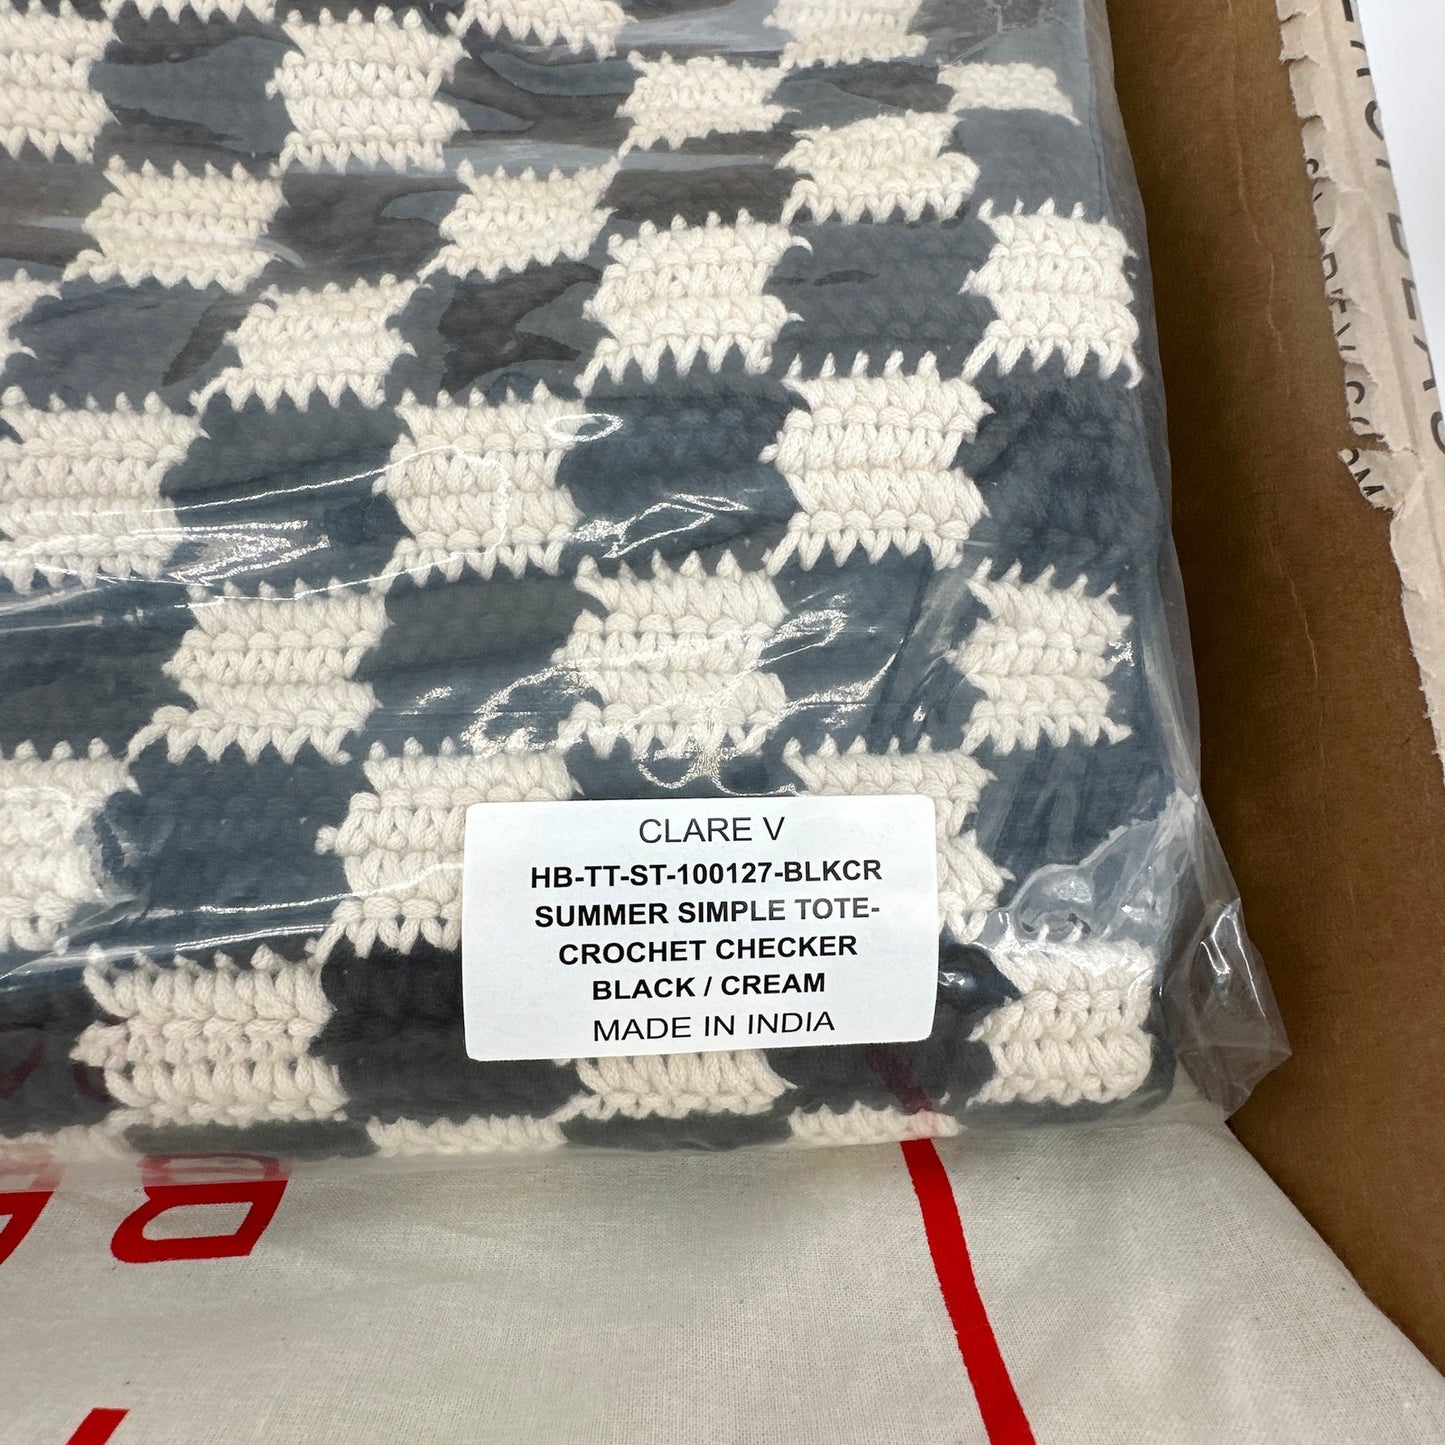 CLARE V
HB-TT-ST-100127-BLKCR
SUMMER SIMPLE TOTE-
CROCHET CHECKER
BLACK / CREAM
MADE IN INDIA